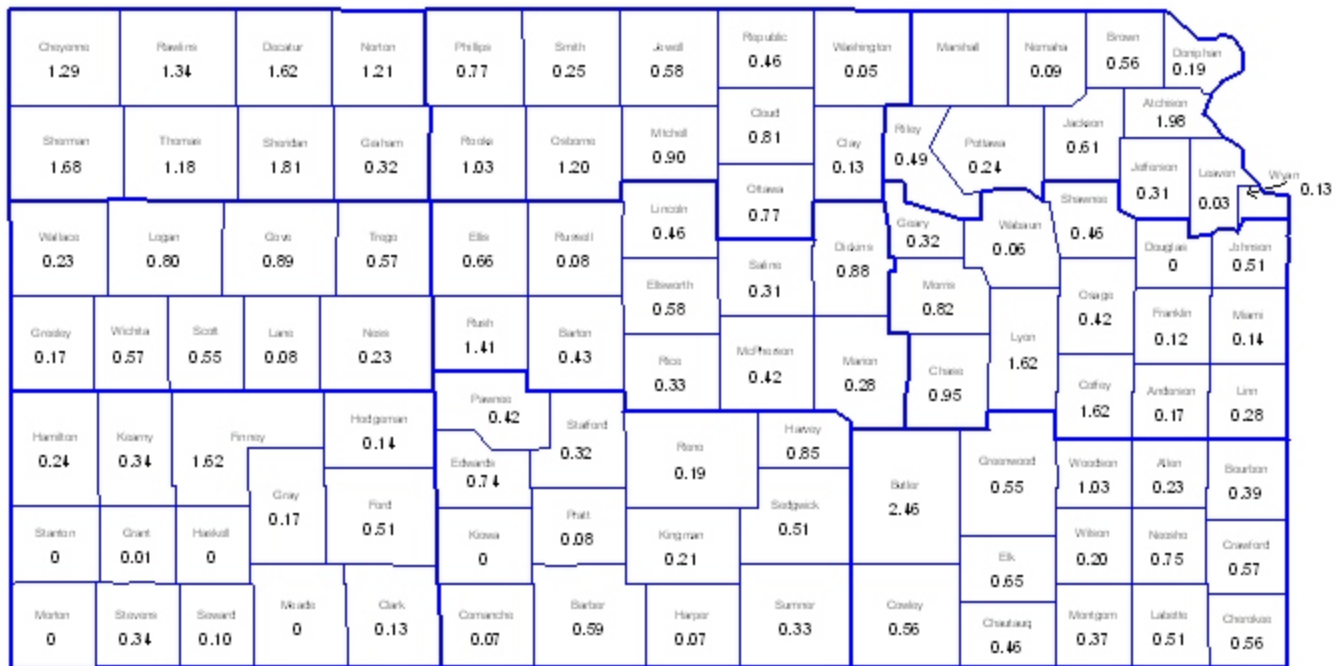 Cheyenne Rawlins Decatur Norton Phillips Smith Jewell Republic Washington Marshall Nemaha Brown Doniphan
1.29 1.34 1.62 1.21 0.77 0.25 0.58 0.46 0.05 0.09 0.56 0.19
Sherman Thomas Sheridan Graham Rooks Osborne Mitchell Cloud Clay Riley Pottawa Jackson Atchison
1.68 1.18 1.81 0.32 1.03 1.20 0.90 0.81 0.13 0.49 0.24 0.61 1.98
Ottawa Jefferson Leaven Wyan
0.77 0.31 0.03 0.13
Wallace Logan Gove Trego Ellis Russell Lincoln Saline Dickins Geary Wabaun Shawnee Douglas Johnson
0.23 0.80 0.89 0.57 0.66 0.08 0.46 0.31 0.88 0.32 0.06 0.46 0 0.51
Ellsworth Morris Osage
0.58 0.82 0.42
Greeley Wichita Scott Lane Ness Rush Barton Rice McPherson Marion Chase Lyon Coffey Franklin Miami
0.17 0.57 0.55 0.08 0.23 1.41 0.43 0.33 0.42 0.28 0.95 1.62 1.62 0.12 0.14
Anderson Linn
0.17 0.28
Hamilton Kearny Finney Hodgeman Pawnee Stafford Reno Harvey Butler Greenwood Woodson Allen Bourbon
0.24 0.34 1.62 0.14 0.42 0.32 0.19 0.85 2.46 0.55 1.03 0.23 0.39
Gray Ford Edwards Sedgwick
0.17 0.51 0.74 0.51
Stanton Grant Haskell Kiowa Pratt Kingman Elk Wilson Neosho Crawford
0 0.01 0 0 0.08 0.21 0.65 0.20 0.75 0.57
Morton Stevens Seward Meade Clark Comanche Barber Harper Sumner Cowley Chautauq Montgom Labette Cherokee
0 0.34 0.10 0 0.13 0.07 0.59 0.07 0.33 0.56 0.46 0.37 0.51 0.56